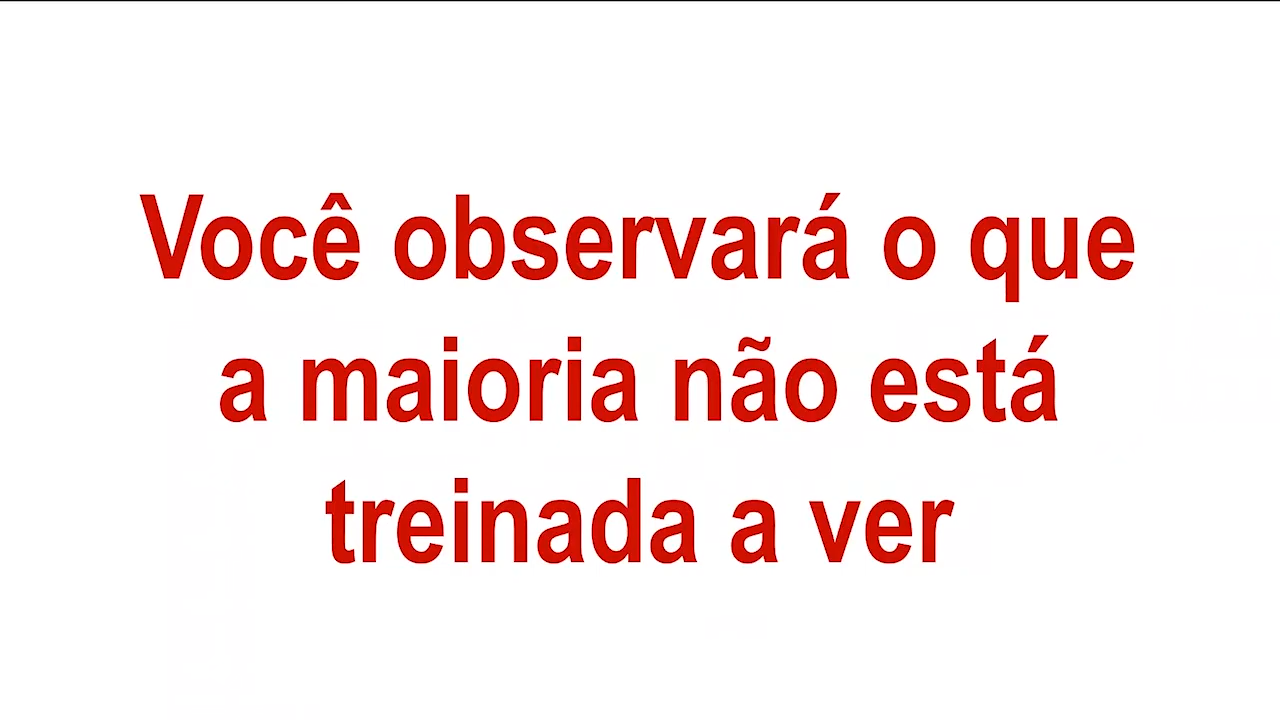 Você observará o que
a maioria não está
treinada a ver